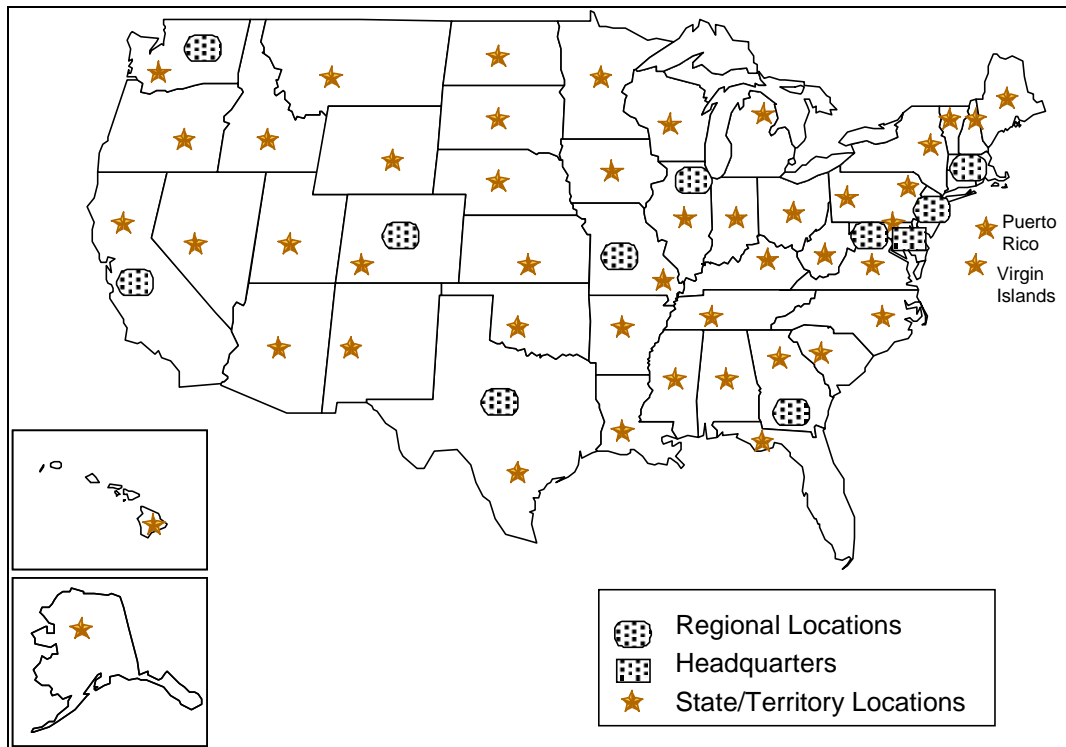 Puerto
Rico
Virgin
Islands
Regional Locations
Headquarters
State/Territory Locations